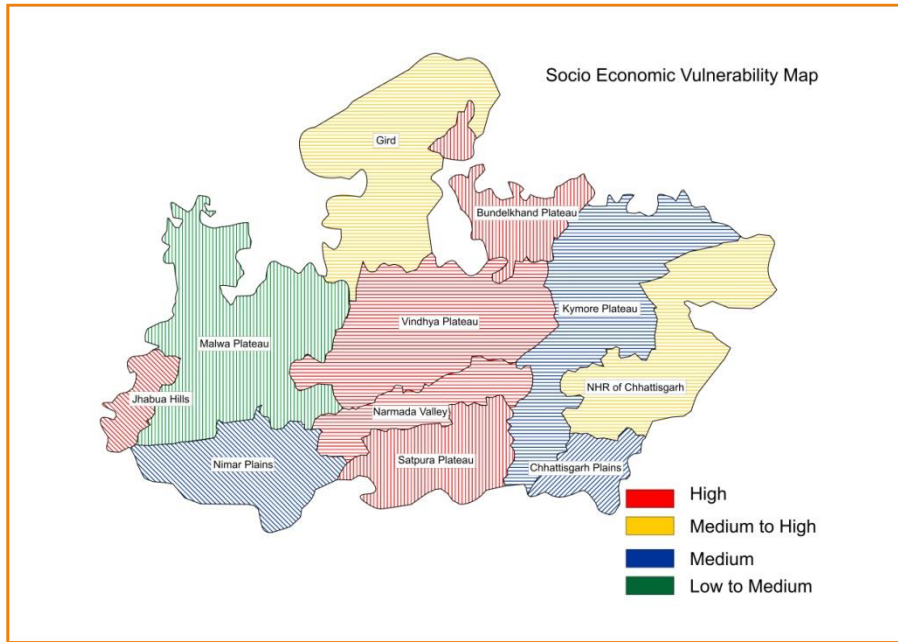 Socio Economic Vulnerability Map
Gird
Bundelkhand Plateau
Vindhya Plateau
Kymore Plateau
Malwa Plateau
NHR of Chhattisgarh
Jhabua Hills
Narmada Valley
Satpura Plateau
Nimar Plains
Chhattisgarh Plains
High
Medium to High
Medium
Low to Medium